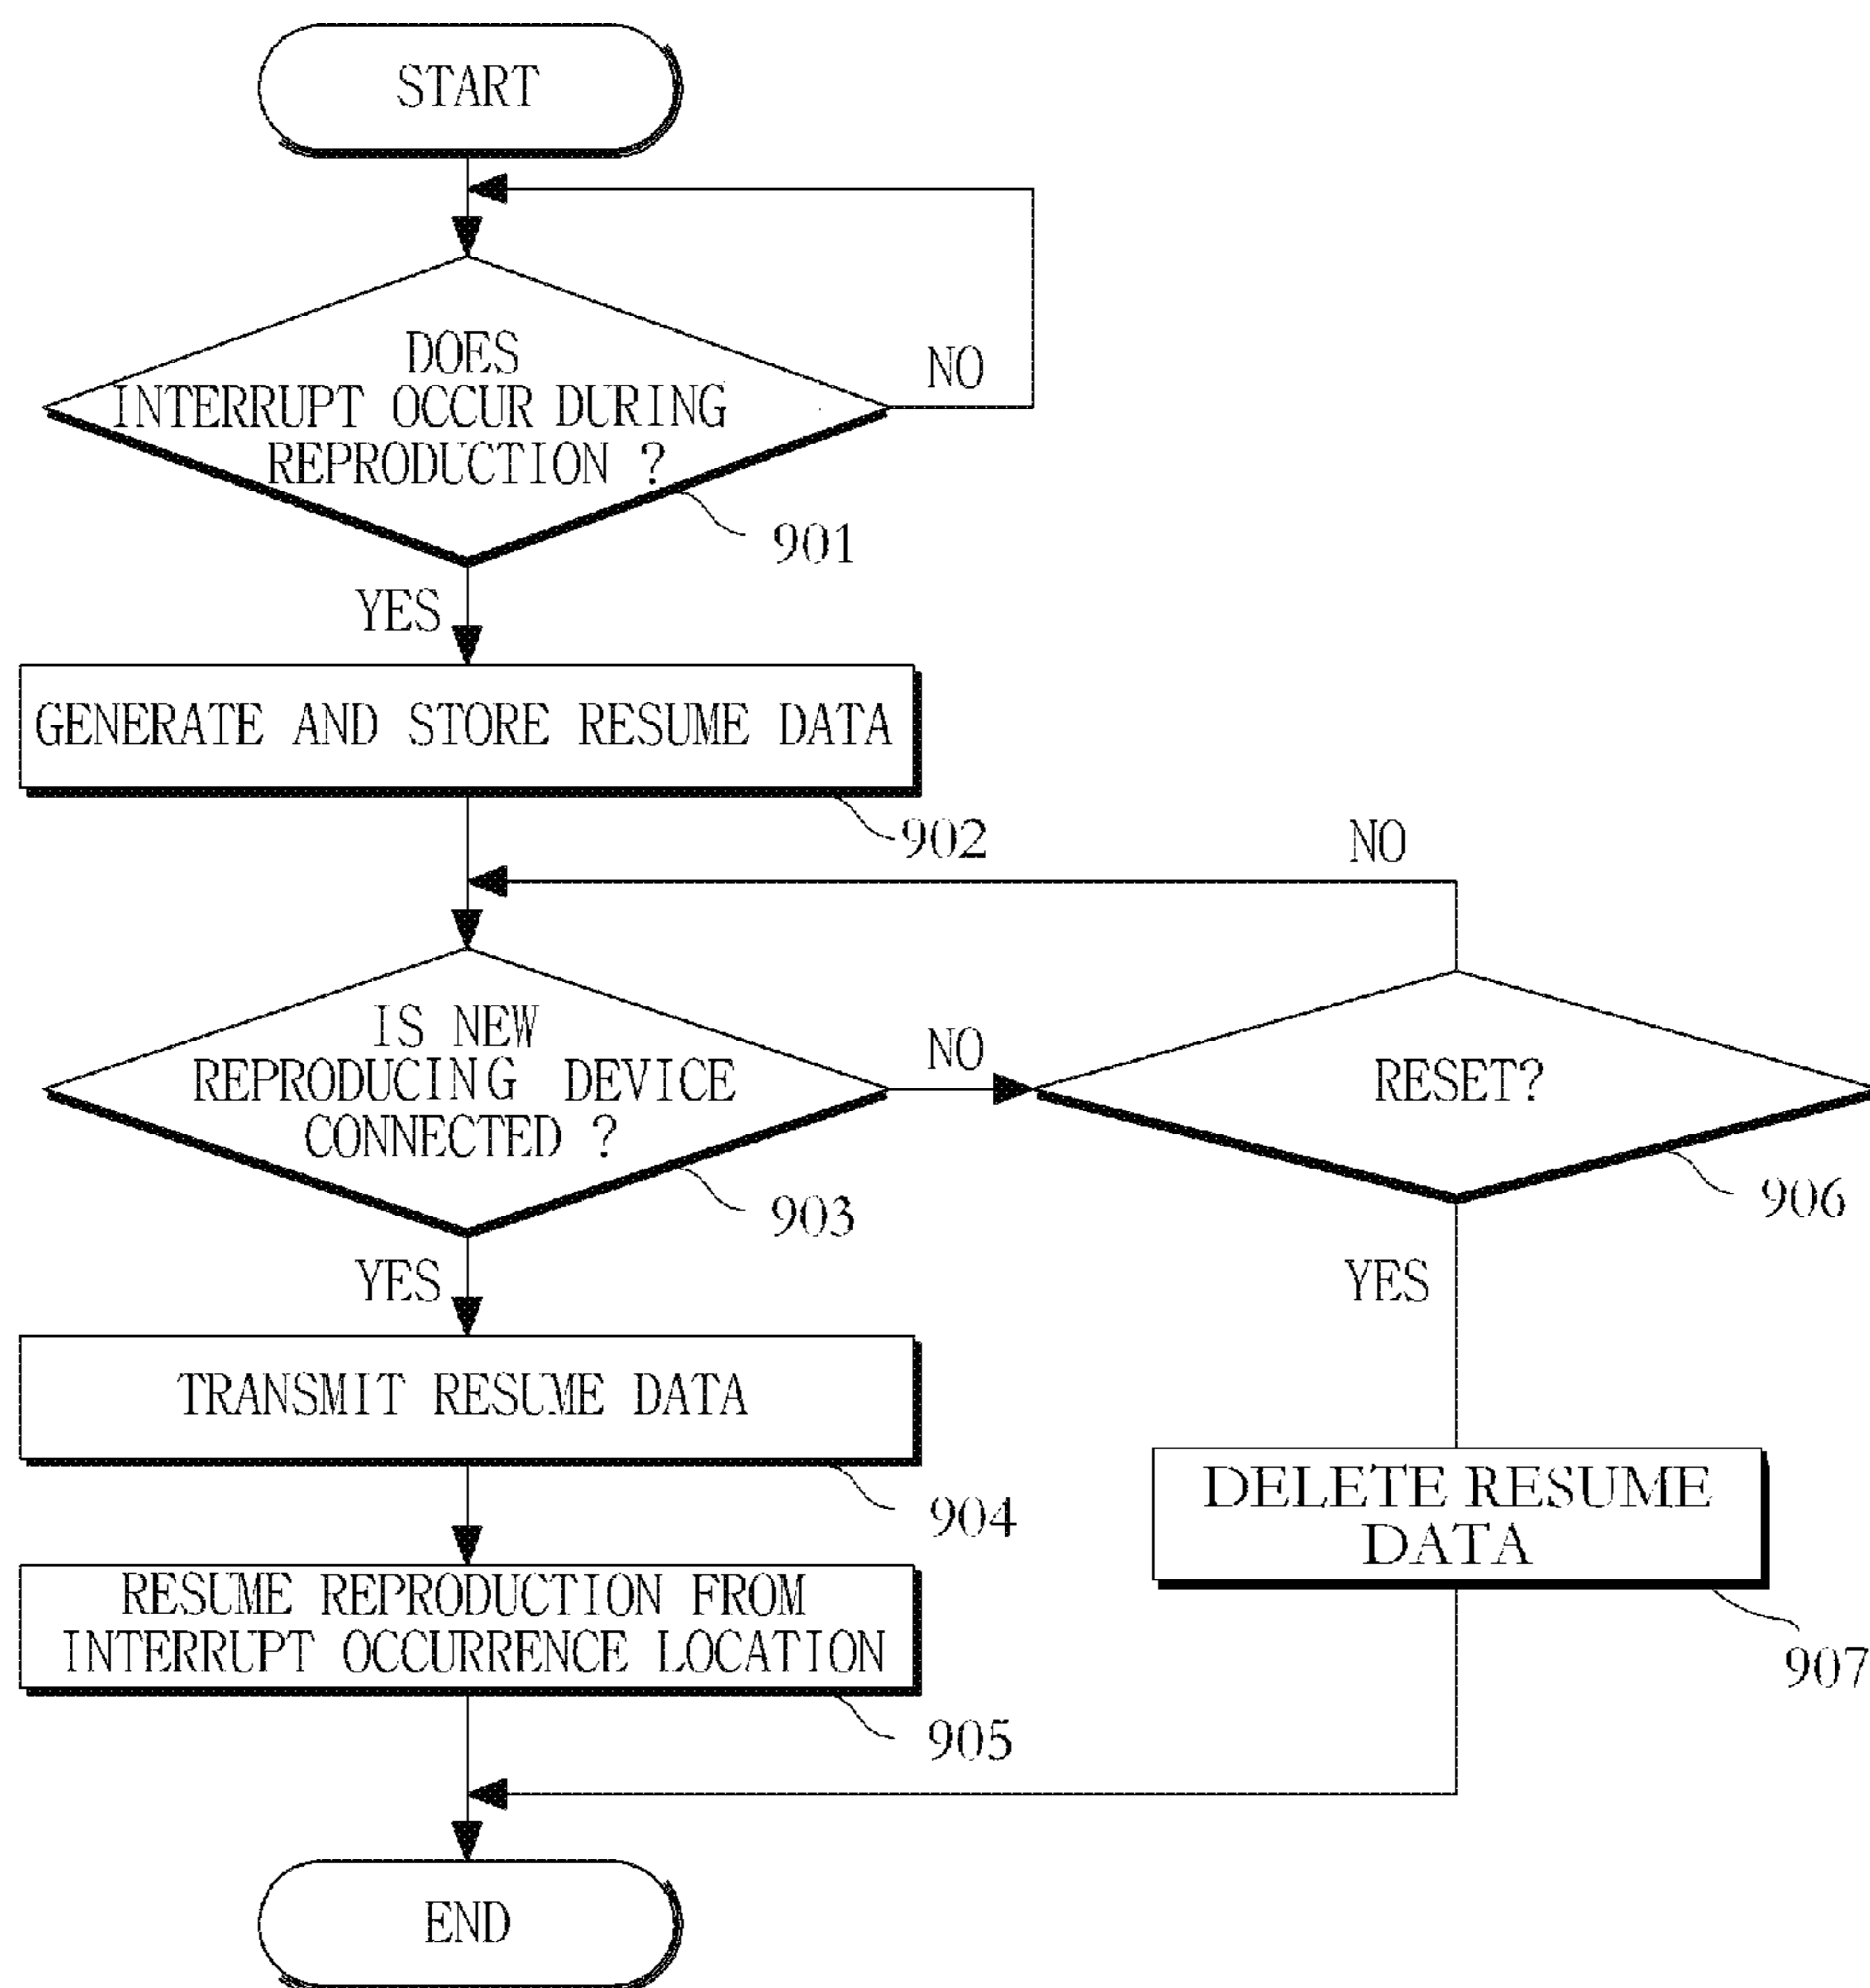 START
DOES
INTERRUPT OCCUR DURING
REPRODUCTION ?
NO
901
YES
GENERATE AND STORE RESUME DATA
902
NO
IS NEW
REPRODUCING DEVICE
CONNECTED ?
NO
RESET?
903
906
YES
YES
TRANSMIT RESUME DATA
904
DELETE RESUME
DATA
907
RESUME REPRODUCTION FROM
INTERRUPT OCCURRENCE LOCATION
905
END